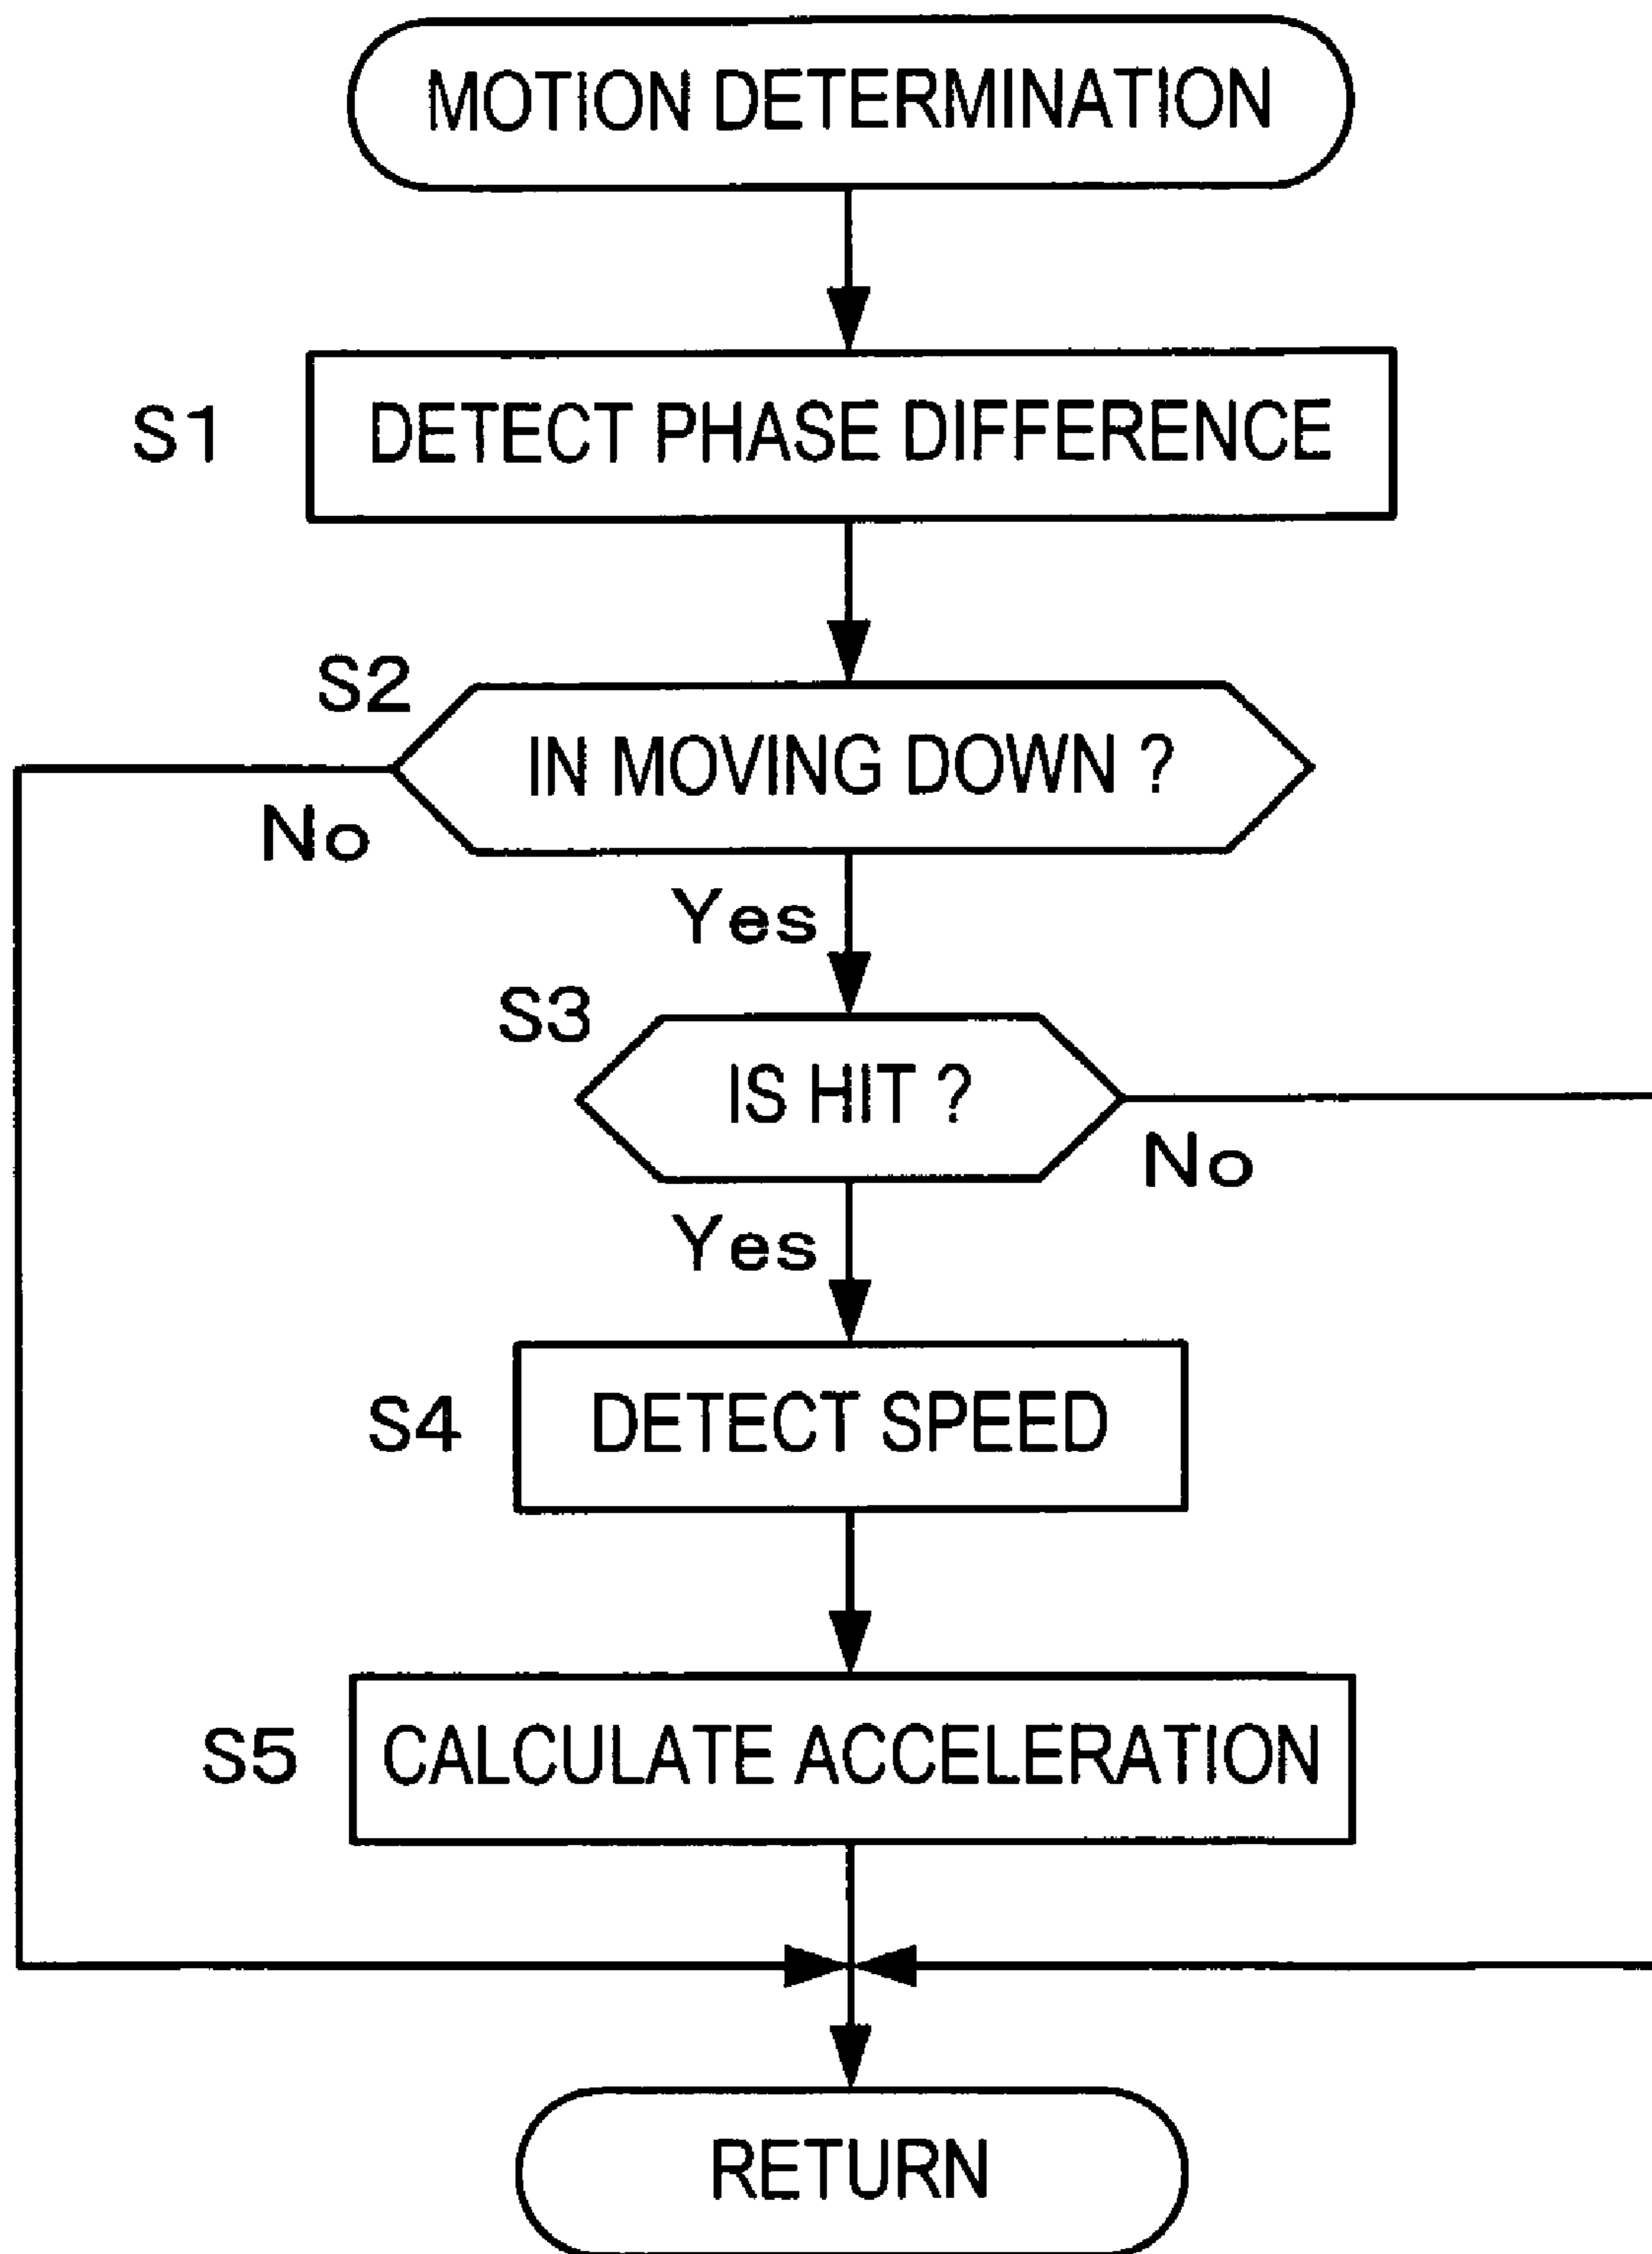 MOTION DETERMINATION
S1
DETECT PHASE DIFFERENCE
S2
IN MOVING DOWN ?
No
Yes
S3
IS HIT ?
No
Yes
S4
DETECT SPEED
S5
CALCULATE ACCELERATION
RETURN